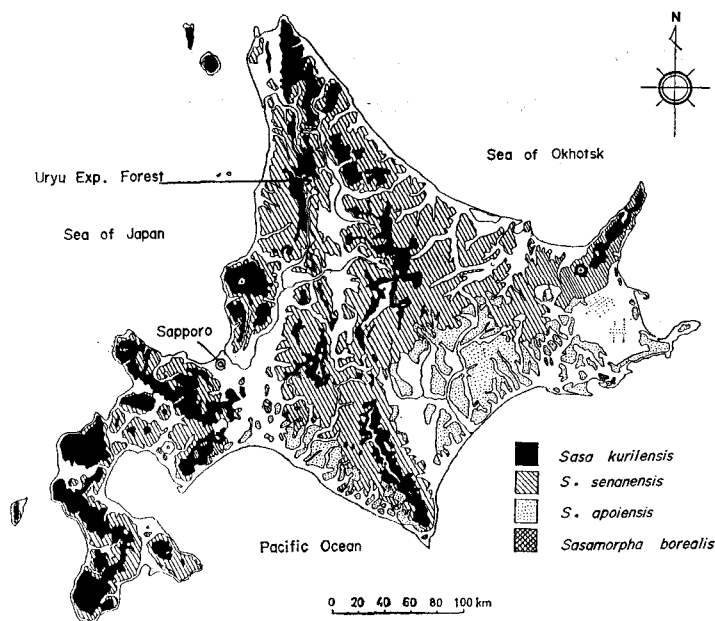 N
Sea of Okhotsk
Uryu Exp. Forest
Sea of Japan
Sapporo
Pacific Ocean
Sasa kurilensis
S. senanensis
S. apoiensis
Sasamorpha borealis
0 20 40 60 80 100 km